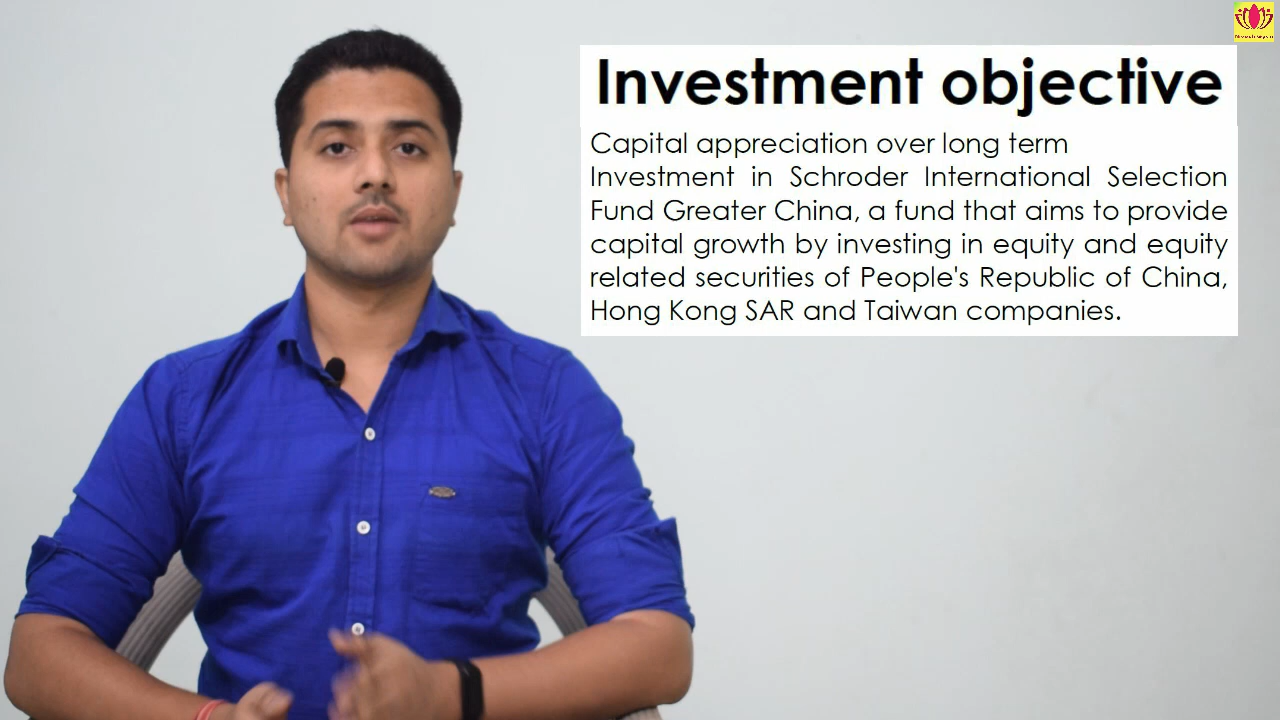 Investment objective
Capital appreciation over long term
Investment in Schroder International Selection
Fund Greater China, a fund that aims to provide
capital growth by investing in equity and equity
related securities of People's Republic of China,
Hong Kong SAR and Taiwan companies.